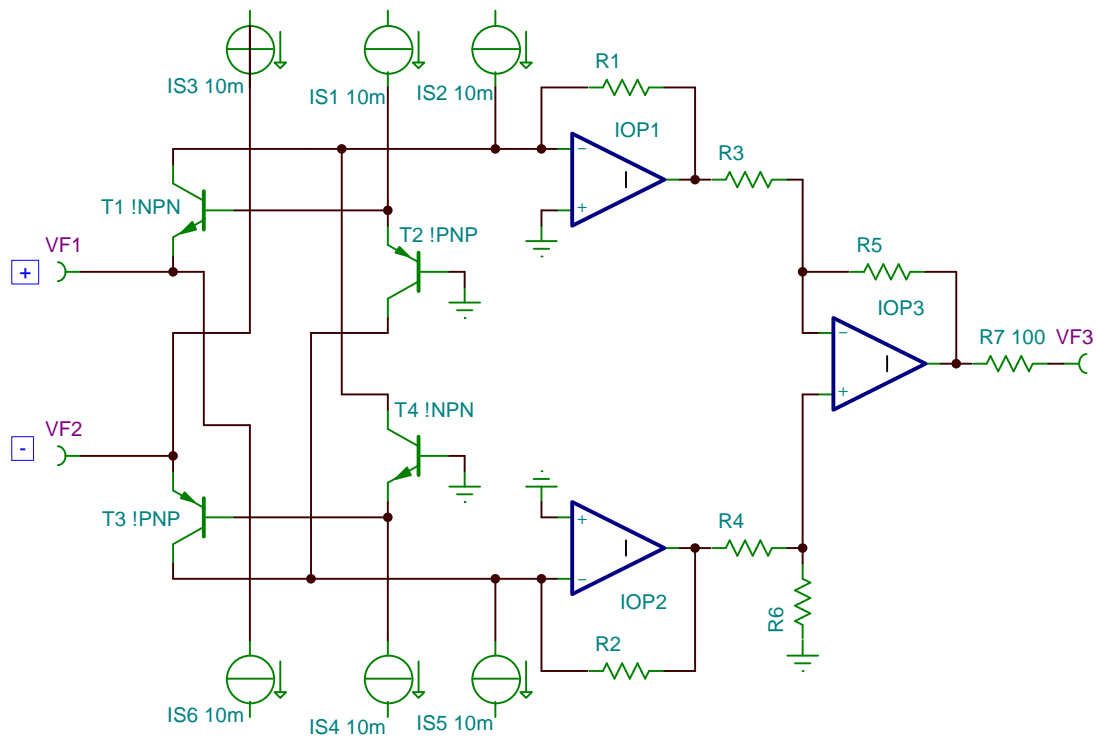 IS3 10m
IS1 10m
IS2 10m
R1
IOP1
R3
T1 !NPN
T2 !PNP
VF1
+
R5
IOP3
R7 100
VF3
VF2
-
T4 !NPN
T3 !PNP
R4
IOP2
R6
R2
IS6 10m
IS4 10m
IS5 10m